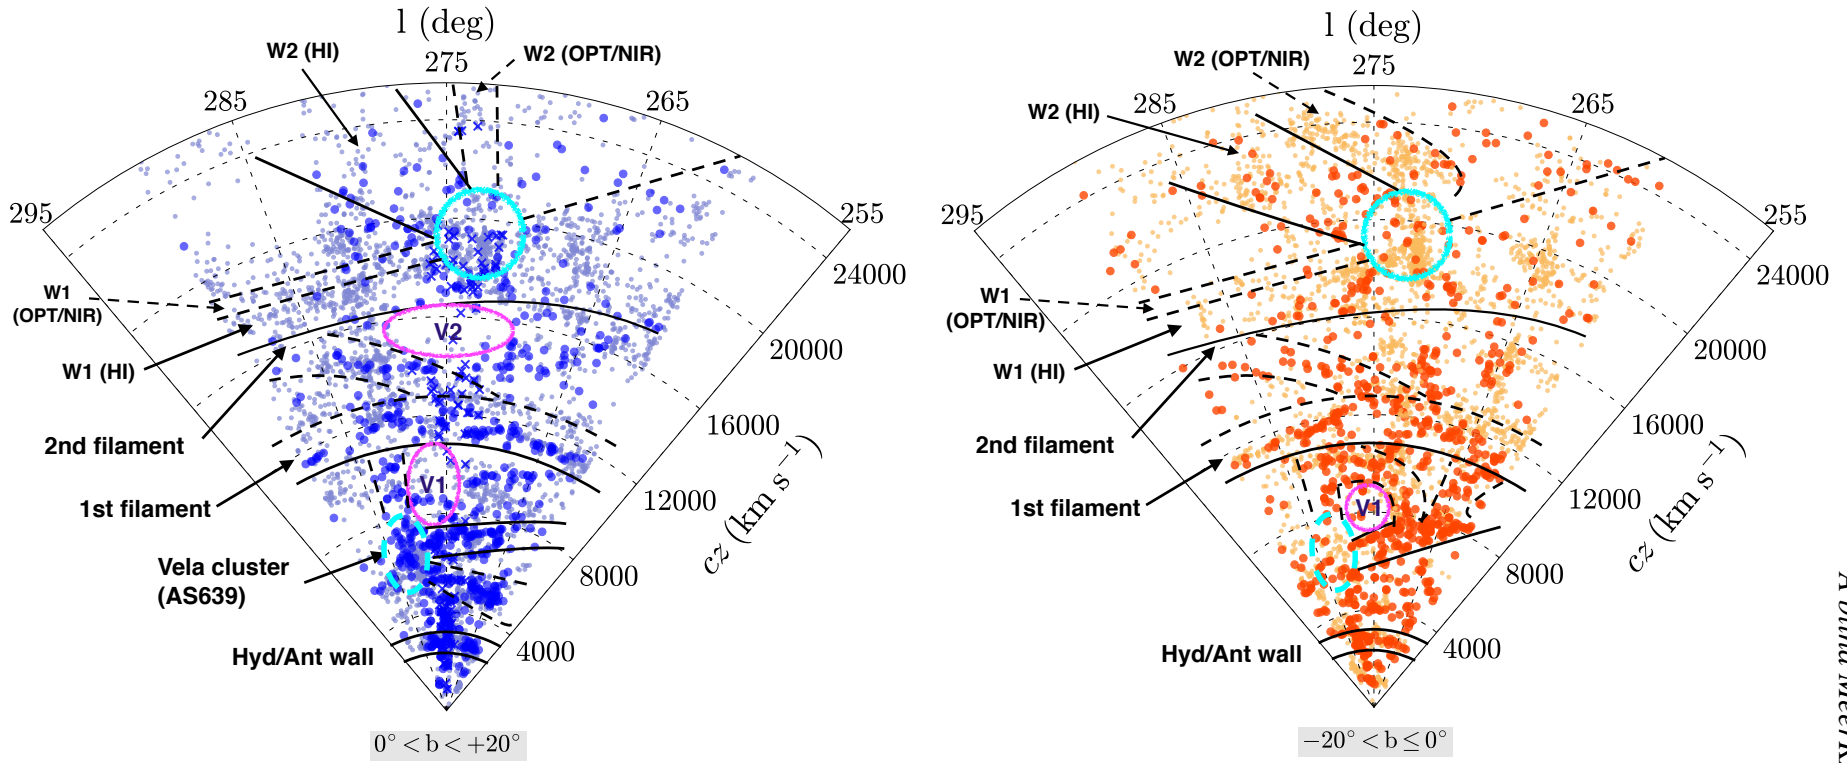 l (deg)
W2 (HI)
W2 (OPT/NIR)
275
285
265
295
255
24000
W1
(OPT/NIR)
V2
20000
W1 (HI)
16000
2nd filament
V1
12000
1st filament
cz (km s⁻¹)
Vela cluster
(AS639)
8000
Hyd/Ant wall
4000
0° < b < +20°
l (deg)
W2 (OPT/NIR)
275
W2 (HI)
285
265
295
255
24000
W1
(OPT/NIR)
20000
W1 (HI)
16000
2nd filament
12000
1st filament
V1
cz (km s⁻¹)
8000
Hyd/Ant wall
4000
−20° < b ≤ 0°